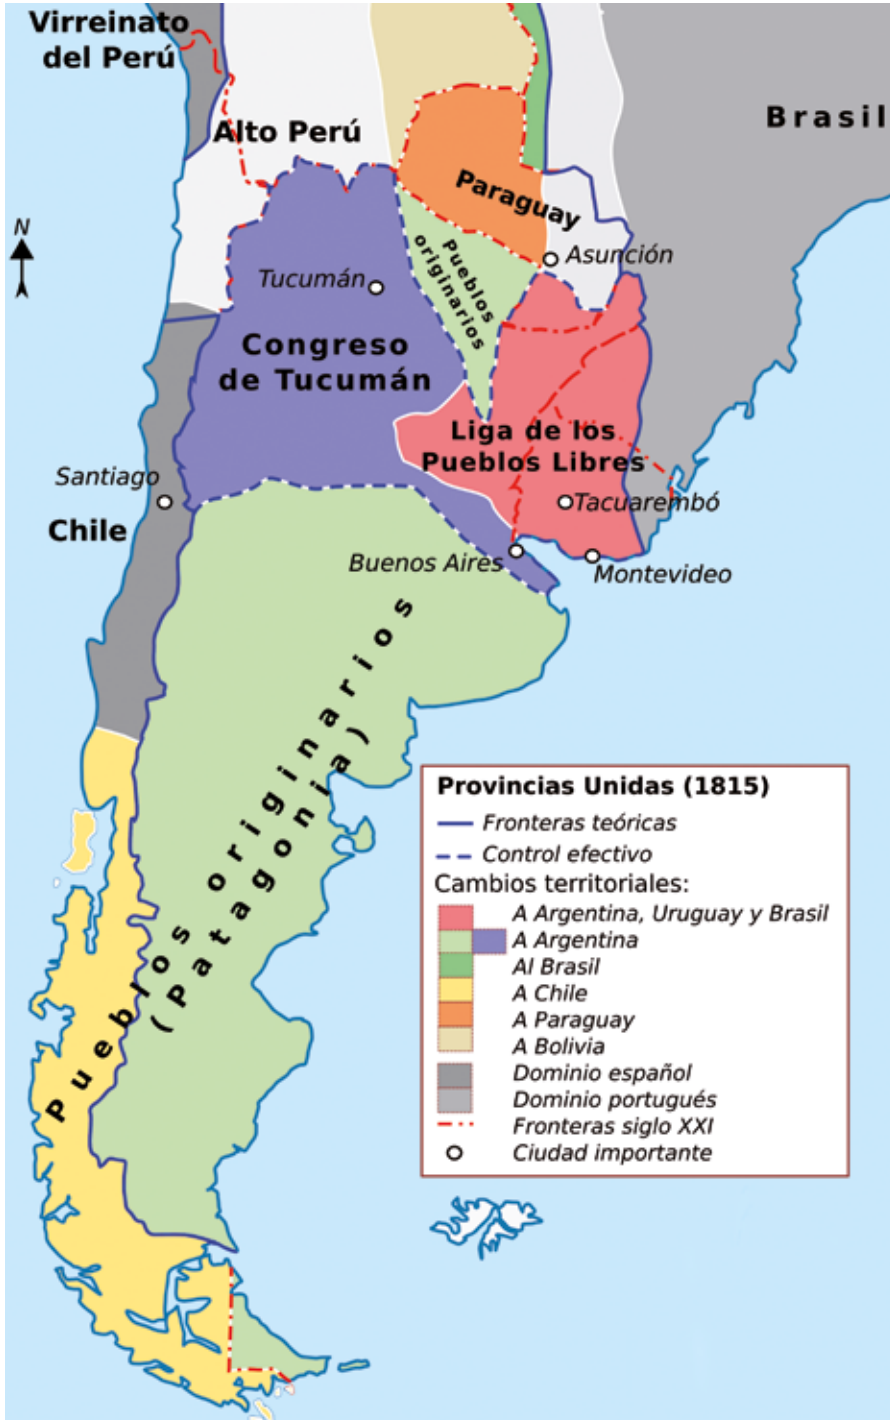 Virreinato
del Perú
Alto Perú
Brasil
Paraguay
N
Asunción
Pueblos
originarios
Tucumán
Congreso
de Tucumán
Liga de los
Pueblos Libres
Santiago
Tacuarembó
Chile
Buenos Aires
Montevideo
Pueblos originarios
(Patagonia)
Provincias Unidas (1815)
Fronteras teóricas
Control efectivo
Cambios territoriales:
A Argentina, Uruguay y Brasil
A Argentina
Al Brasil
A Chile
A Paraguay
A Bolivia
Dominio español
Dominio portugués
Fronteras siglo XXI
Ciudad importante